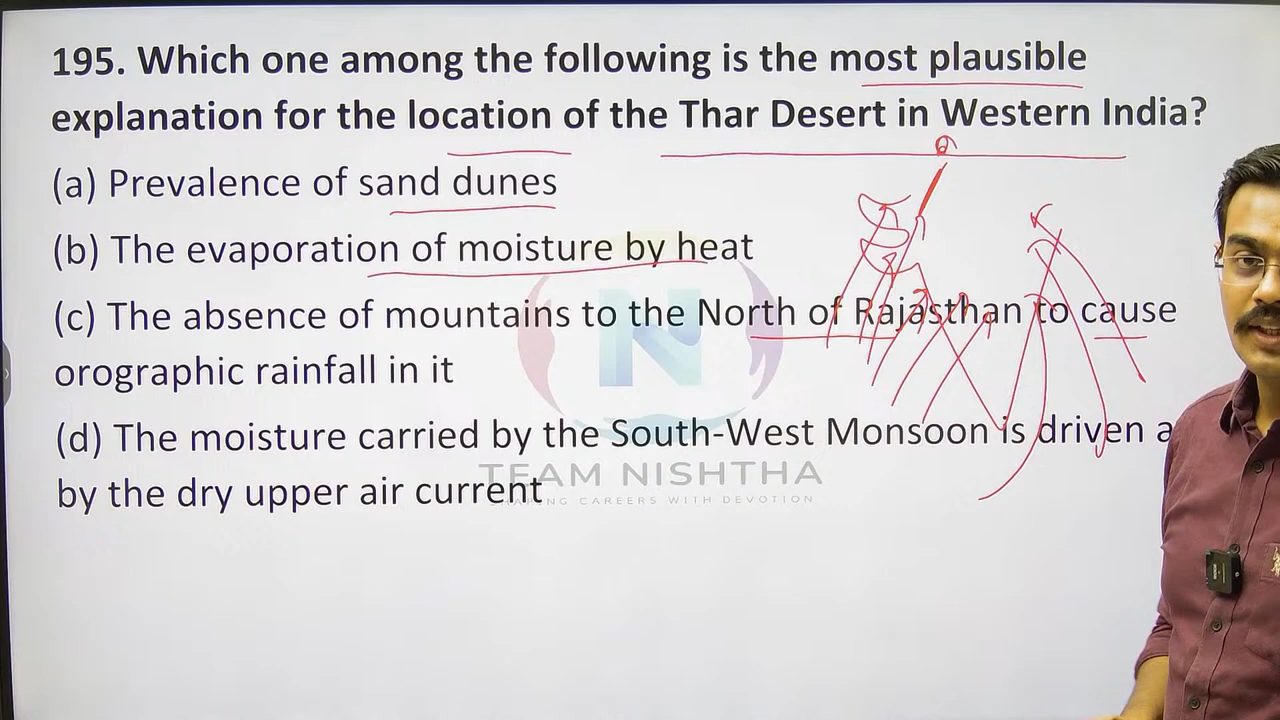 195. Which one among the following is the most plausible
explanation for the location of the Thar Desert in Western India?
(a) Prevalence of sand dunes
(b) The evaporation of moisture by heat
(c) The absence of mountains to the North of Rajasthan to cause
orographic rainfall in it
(d) The moisture carried by the South-West Monsoon is driven a
by the dry upper air current
TEAM NISHTHA
CAREERS WITH DEVOTION